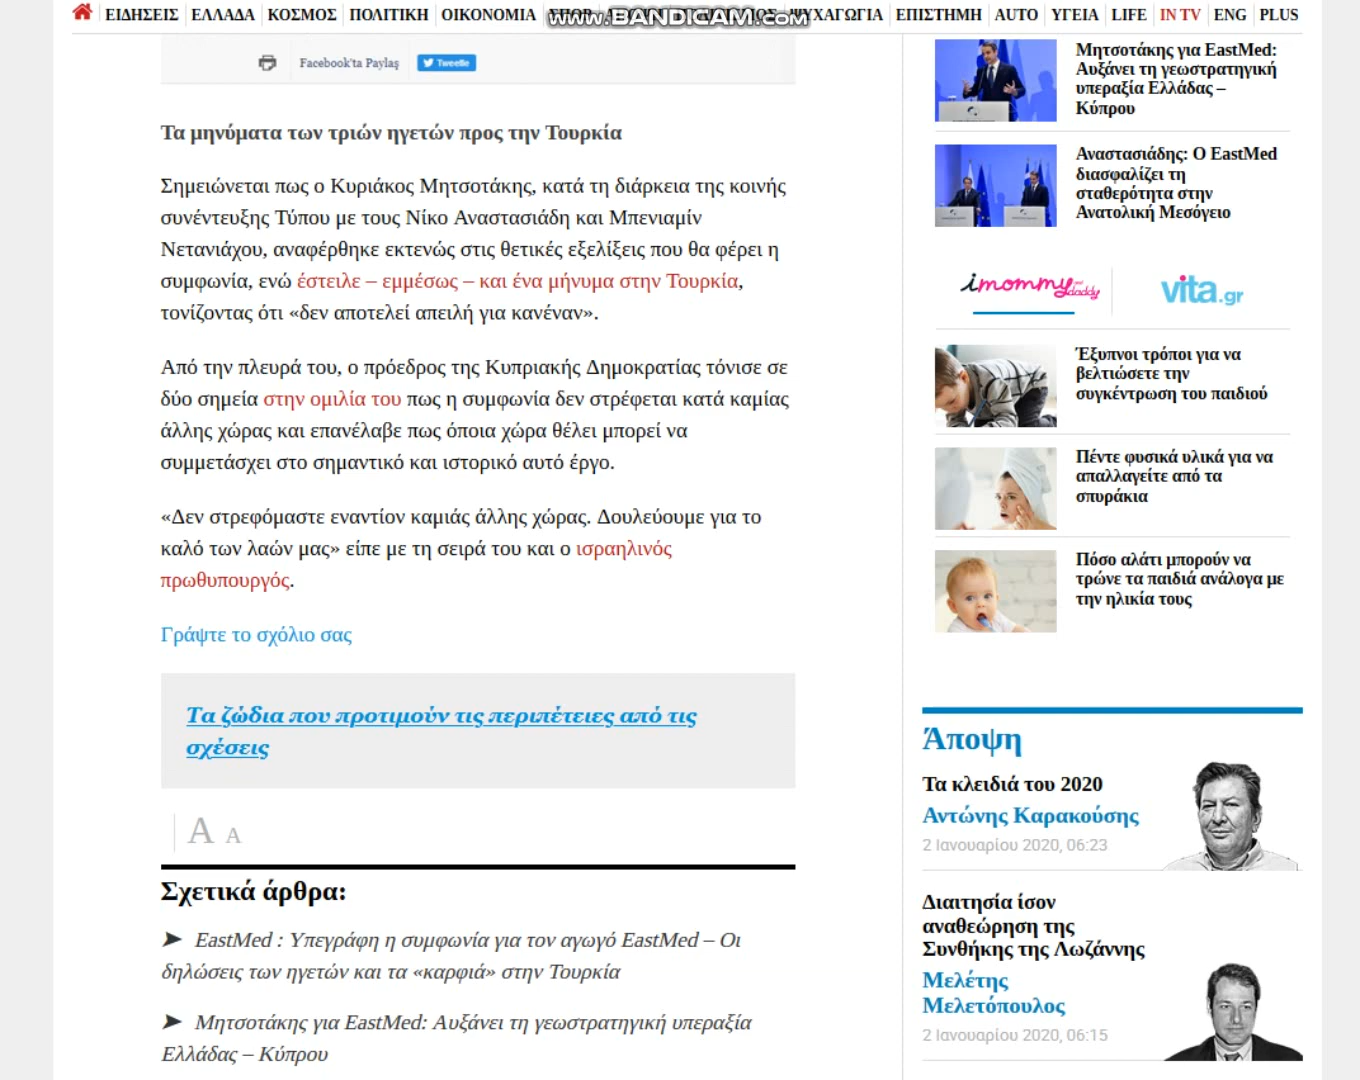 ΕΙΔΗΣΕΙΣ ΕΛΛΑΔΑ ΚΟΣΜΟΣ ΠΟΛΙΤΙΚΗ ΟΙΚΟΝΟΜΙΑ ΨΥΧΑΓΩΓΙΑ ΕΠΙΣΤΗΜΗ AUTO ΥΓΕΙΑ LIFE IN TV ENG PLUS
www.BANDICAM.com
Facebook'ta Paylaş Tweetle
Τα μηνύματα των τριών ηγετών προς την Τουρκία
Σημειώνεται πως ο Κυριάκος Μητσοτάκης, κατά τη διάρκεια της κοινής
συνέντευξης Τύπου με τους Νίκο Αναστασιάδη και Μπενιαμίν
Νετανιάχου, αναφέρθηκε εκτενώς στις θετικές εξελίξεις που θα φέρει η
συμφωνία, ενώ έστειλε – εμμέσως – και ένα μήνυμα στην Τουρκία,
τονίζοντας ότι «δεν αποτελεί απειλή για κανέναν».
Από την πλευρά του, ο πρόεδρος της Κυπριακής Δημοκρατίας τόνισε σε
δύο σημεία στην ομιλία του πως η συμφωνία δεν στρέφεται κατά καμίας
άλλης χώρας και επανέλαβε πως όποια χώρα θέλει μπορεί να
συμμετάσχει στο σημαντικό και ιστορικό αυτό έργο.
«Δεν στρεφόμαστε εναντίον καμιάς άλλης χώρας. Δουλεύουμε για το
καλό των λαών μας» είπε με τη σειρά του και ο ισραηλινός
πρωθυπουργός.
Γράψτε το σχόλιο σας
Τα ζώδια που προτιμούν τις περιπέτειες από τις
σχέσεις
A A
Σχετικά άρθρα:
➤ EastMed : Υπεγράφη η συμφωνία για τον αγωγό EastMed – Οι
δηλώσεις των ηγετών και τα «καρφιά» στην Τουρκία
➤ Μητσοτάκης για EastMed: Αυξάνει τη γεωστρατηγική υπεραξία
Ελλάδας – Κύπρου
Μητσοτάκης για EastMed:
Αυξάνει τη γεωστρατηγική
υπεραξία Ελλάδας –
Κύπρου
Αναστασιάδης: Ο EastMed
διασφαλίζει τη
σταθερότητα στην
Ανατολική Μεσόγειο
imommy daddy vita.gr
Έξυπνοι τρόποι για να
βελτιώσετε την
συγκέντρωση του παιδιού
Πέντε φυσικά υλικά για να
απαλλαγείτε από τα
σπυράκια
Πόσο αλάτι μπορούν να
τρώνε τα παιδιά ανάλογα με
την ηλικία τους
Άποψη
Τα κλειδιά του 2020
Αντώνης Καρακούσης
2 Ιανουαρίου 2020, 06:23
Διαιτησία ίσον
αναθεώρηση της
Συνθήκης της Λωζάννης
Μελέτης
Μελετόπουλος
2 Ιανουαρίου 2020, 06:15